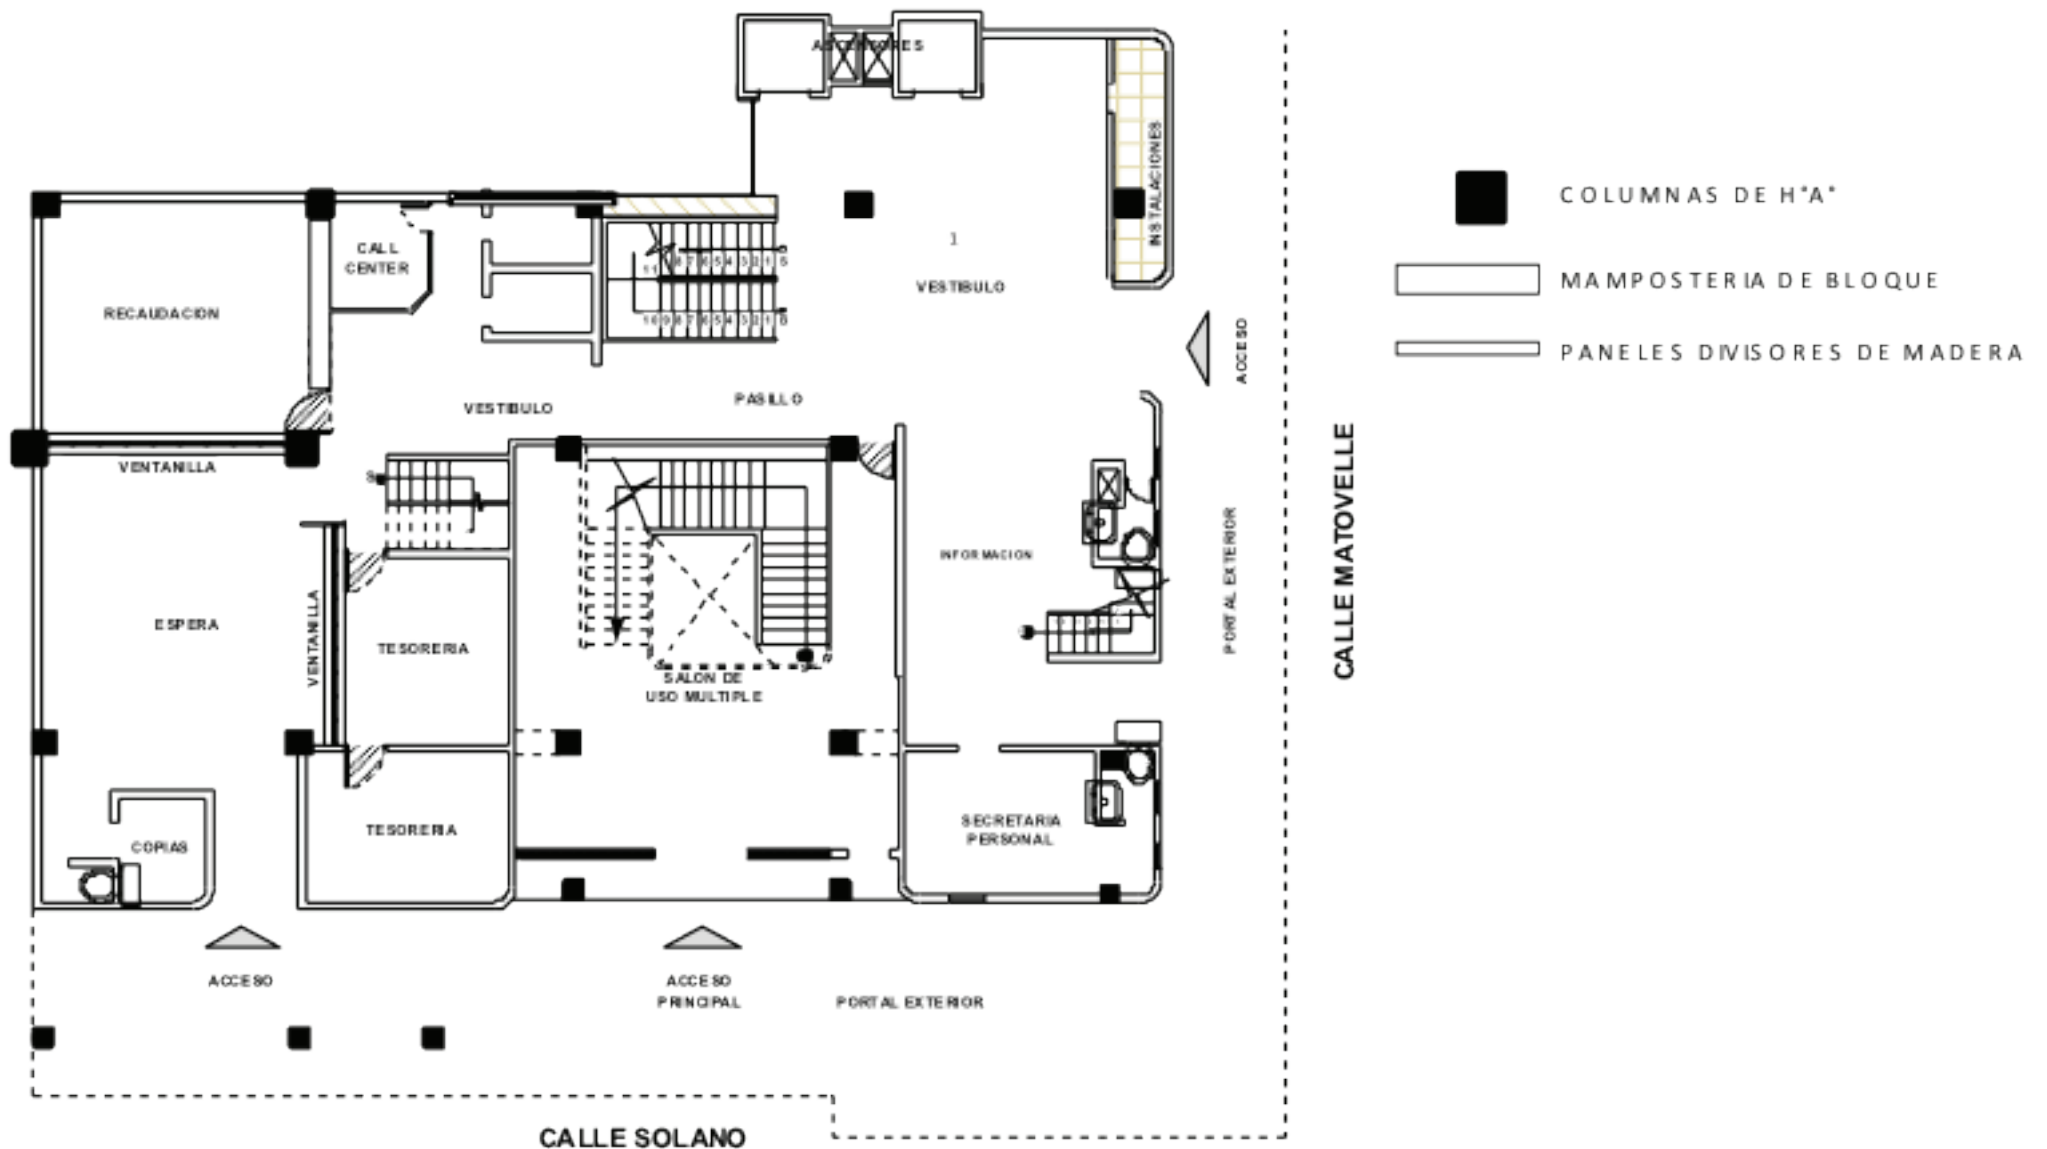 ASCENSORES
INSTALACIONES
COLUMNAS DE H°A°
1
CALL
CENTER
MAMPOSTERIA DE BLOQUE
VESTIBULO
RECAUDACION
ACCESO
PANELES DIVISORES DE MADERA
VESTIBULO
PASILLO
VENTANILLA
CALLE MATOVELLE
INFORMACION
PORTAL EXTERIOR
ESPERA
VENTANILLA
TESORERIA
SALON DE
USO MULTIPLE
SECRETARIA
PERSONAL
TESORERIA
COPIAS
ACCESO
ACCESO
PRINCIPAL
PORTAL EXTERIOR
CALLE SOLANO